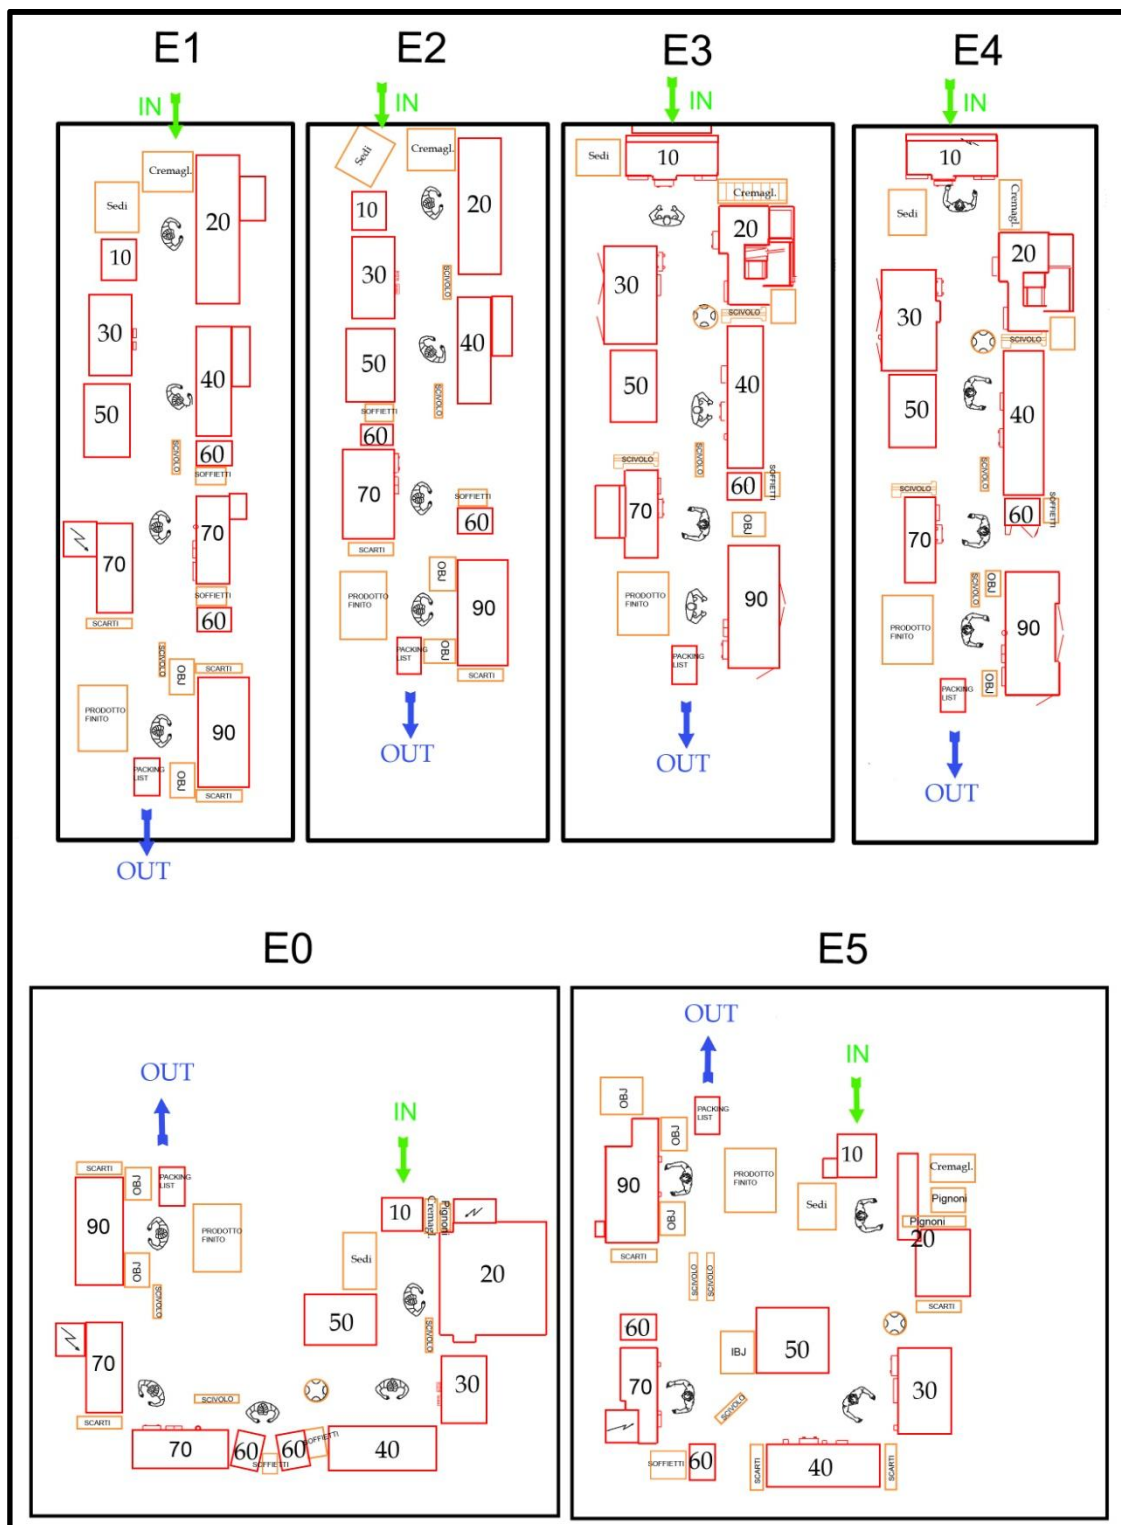 E1
IN
Cremagl.
Sedi
20
10
30
40
50
60
SCIVOLO
SOFFIETTI
70
70
SOFFIETTI
60
SCARTI
SCIVOLO
OBJ
SCARTI
PRODOTTO
FINITO
90
PACKING
LIST
OBJ
SCARTI
OUT
E2
IN
Sedi
Cremagl.
10
20
30
SCIVOLO
40
50
SCIVOLO
SOFFIETTI
60
70
SOFFIETTI
60
SCARTI
OBJ
PRODOTTO
FINITO
90
PACKING
LIST
OBJ
SCARTI
OUT
E3
IN
Sedi
10
Cremagl.
20
30
SCIVOLO
40
50
SCIVOLO
SCIVOLO
60
SOFFIETTI
70
OBJ
PRODOTTO
FINITO
90
PACKING
LIST
OUT
E4
IN
10
Sedi
Cremagl.
20
30
SCIVOLO
40
50
SCIVOLO
SCIVOLO
60
SOFFIETTI
70
SCIVOLO
OBJ
PRODOTTO
FINITO
90
PACKING
LIST
OBJ
OUT
E0
OUT
IN
SCARTI
OBJ
PACKING
LIST
90
PRODOTTO
FINITO
10
Cremagl.
Pignoni
Sedi
20
OBJ
SCIVOLO
50
SCIVOLO
70
30
SCIVOLO
SCARTI
70
60
SOFFIETTI
60
SOFFIETTI
40
E5
OUT
IN
OBJ
PACKING
LIST
OBJ
10
Cremagl.
90
PRODOTTO
FINITO
Sedi
Pignoni
Pignoni
OBJ
20
SCARTI
SCIVOLO
SCIVOLO
SCARTI
60
IBJ
50
70
30
SCIVOLO
SOFFIETTI
60
SCARTI
40
SCARTI